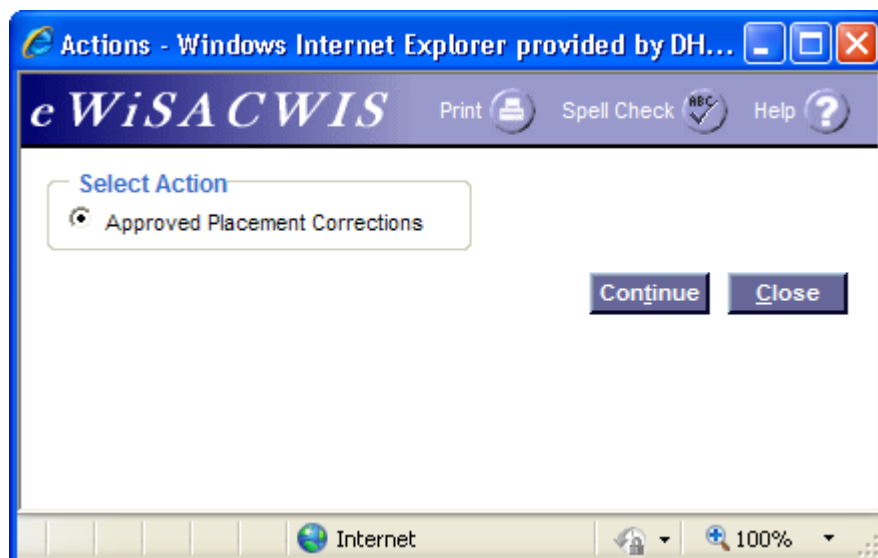 Actions - Windows Internet Explorer provided by DH...
eWiSACWIS Print Spell Check ABC Help ?
Select Action
Approved Placement Corrections
Continue Close
Internet 100%